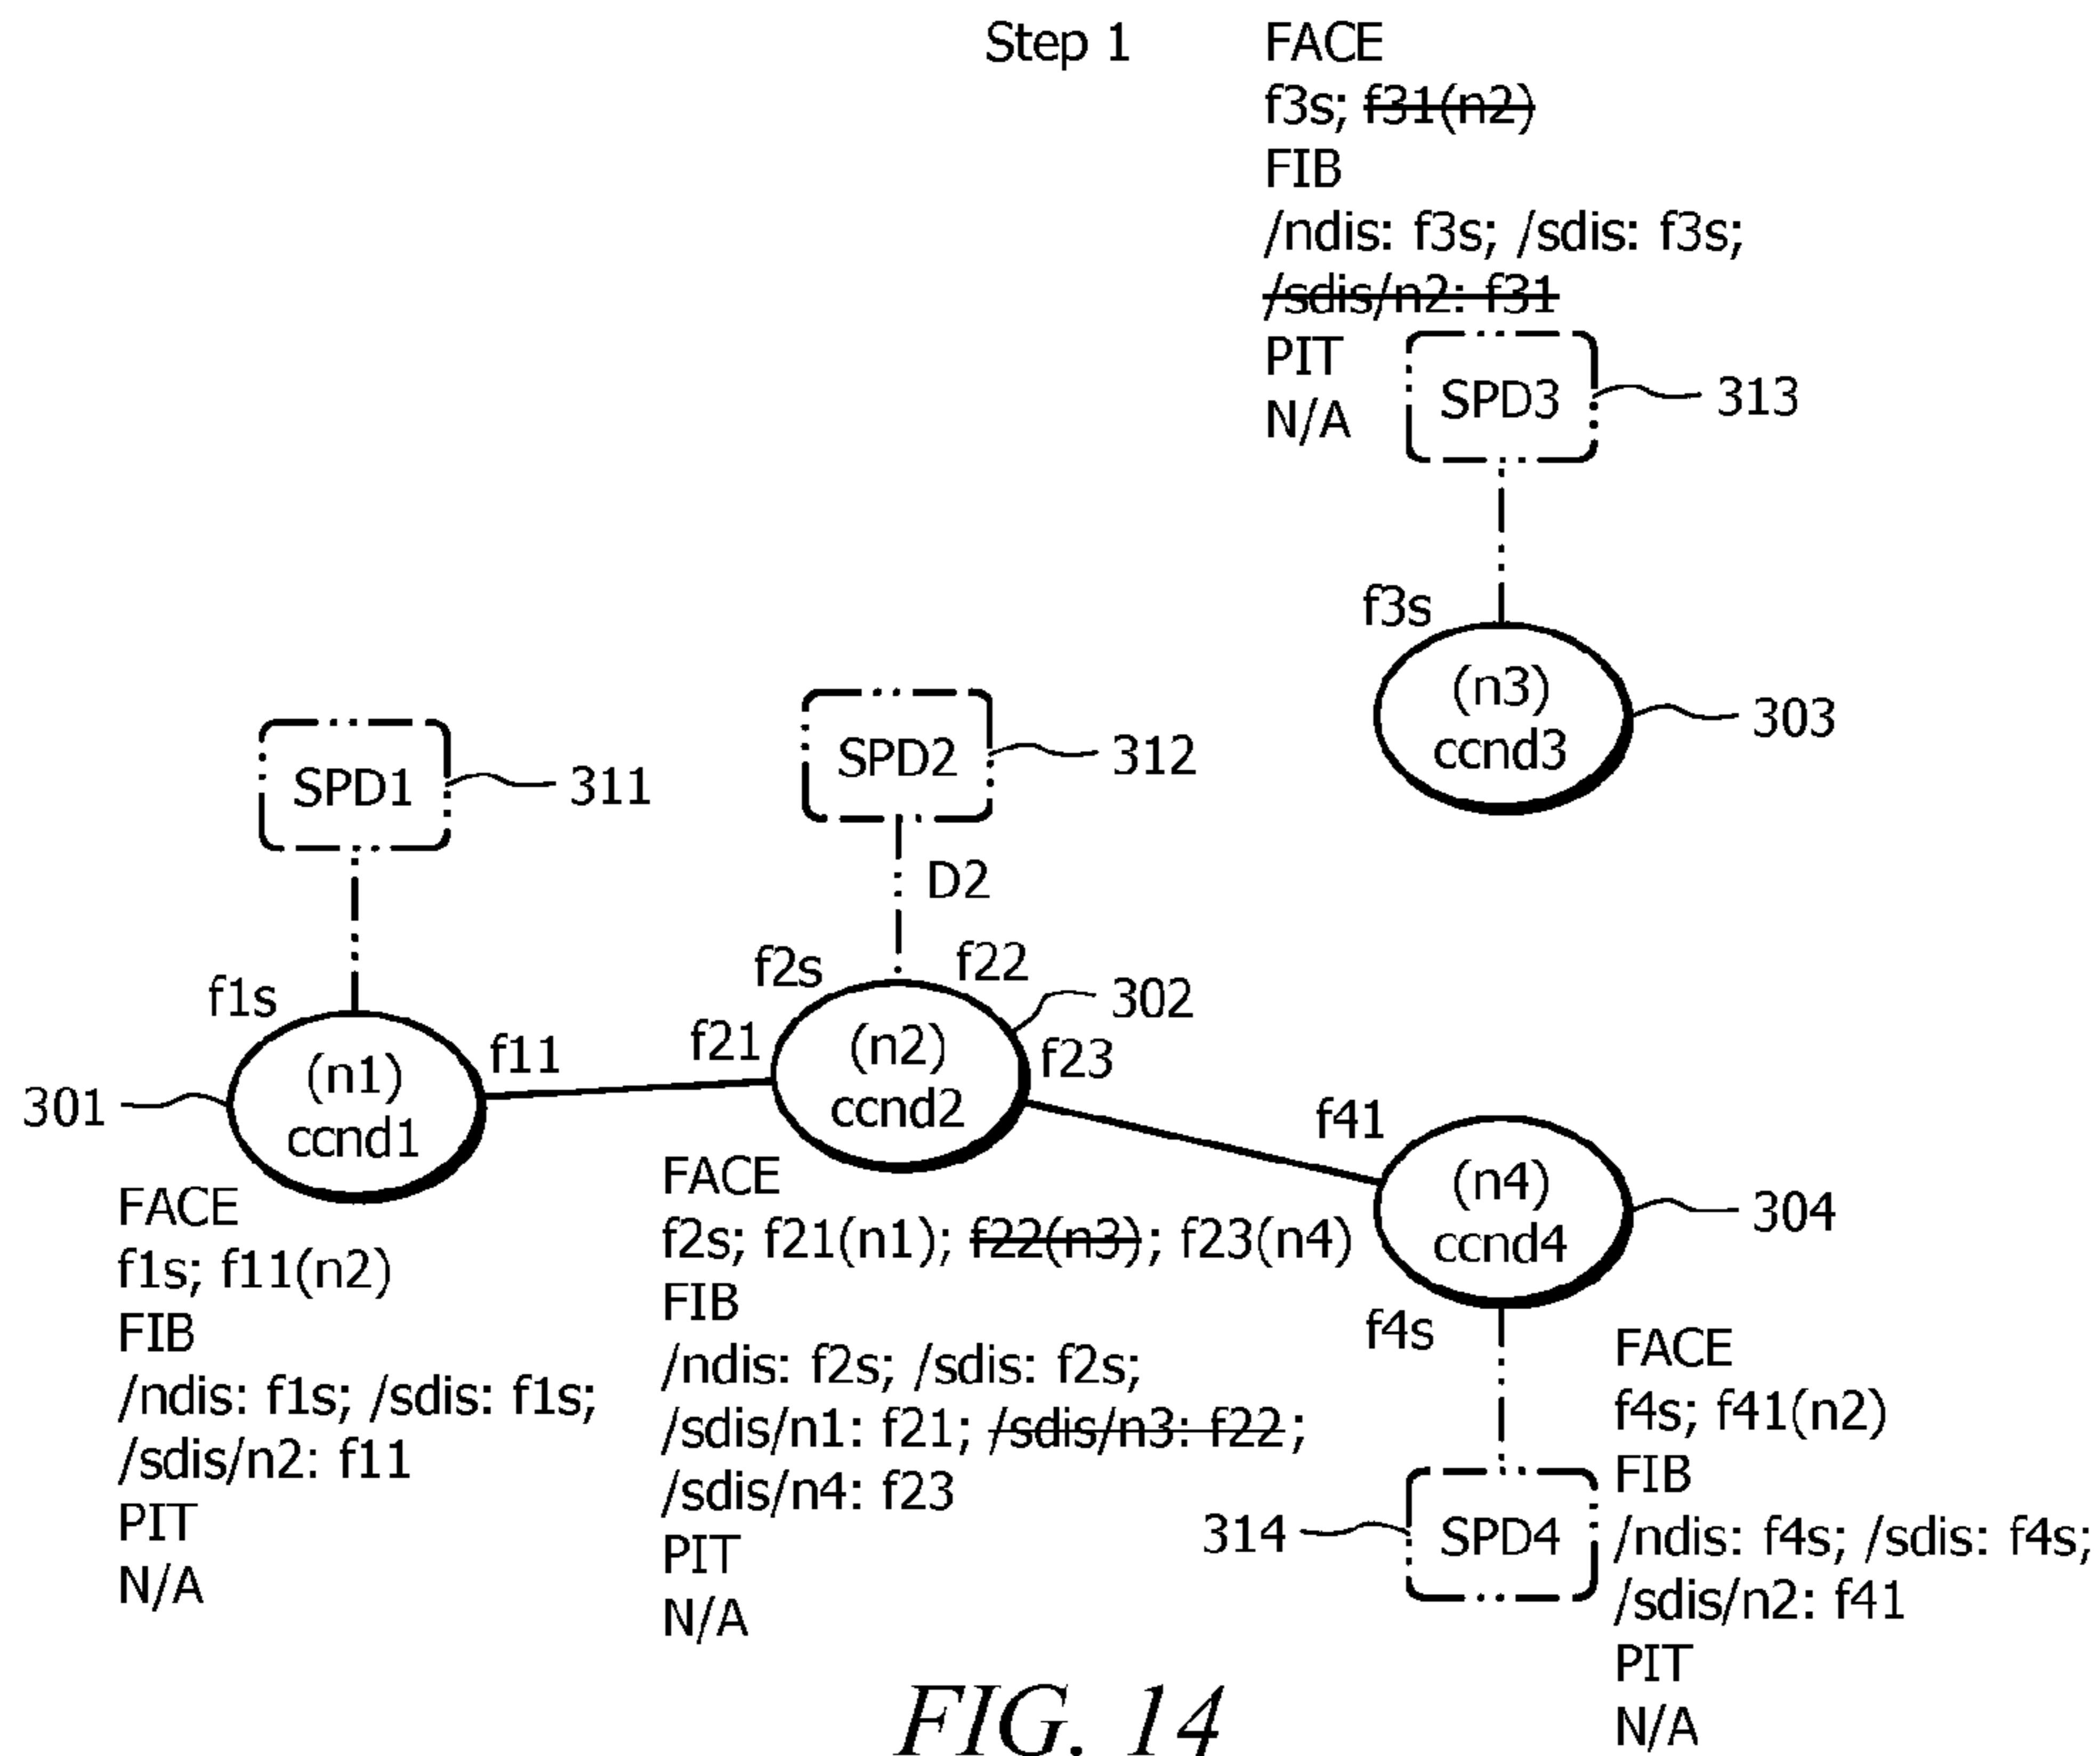 Step 1
FACE
f3s; f31(n2)
FIB
/ndis: f3s; /sdis: f3s;
/sdis/n2: f31
PIT
N/A
SPD3
313
f3s
(n3)
ccnd3
303
SPD1
311
SPD2
312
D2
f1s
f2s
f22
302
301
(n1)
ccnd1
f11
f21
(n2)
ccnd2
f23
f41
(n4)
ccnd4
304
f4s
FACE
f1s; f11(n2)
FIB
/ndis: f1s; /sdis: f1s;
/sdis/n2: f11
PIT
N/A
FACE
f2s; f21(n1); f22(n3); f23(n4)
FIB
/ndis: f2s; /sdis: f2s;
/sdis/n1: f21; /sdis/n3: f22;
/sdis/n4: f23
PIT
N/A
314
SPD4
FACE
f4s; f41(n2)
FIB
/ndis: f4s; /sdis: f4s;
/sdis/n2: f41
PIT
N/A
FIG. 14